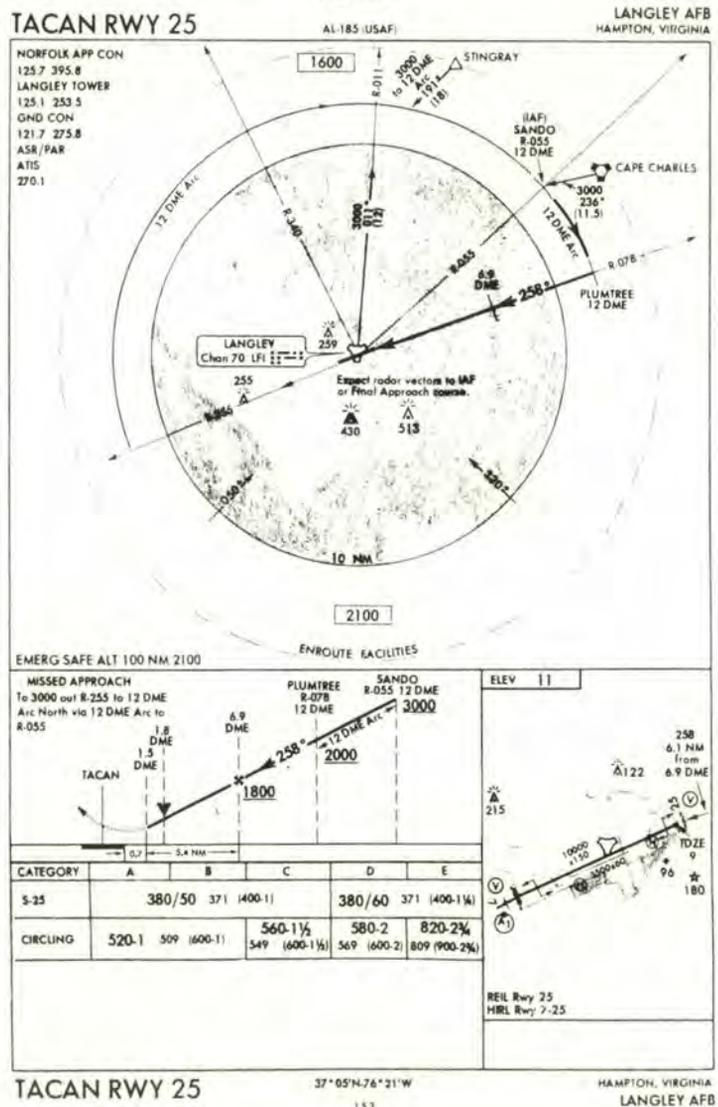 TACAN RWY 25
AL-185 (USAF)
LANGLEY AFB
HAMPTON, VIRGINIA
NORFOLK APP CON
125.7 395.8
LANGLEY TOWER
125.1 253.5
GND CON
121.7 275.8
ASR/PAR
ATIS
270.1
1600
R-011
3000
to 12 DME
Arc
191°
(18)
STINGRAY
(IAF)
SANDO
R-055
12 DME
CAPE CHARLES
3000
236°
(11.5)
12 DME Arc
12 DME Arc
R-340
3000
011°
(12)
R-055
6.9
DME
258°
R-078
PLUMTREE
12 DME
LANGLEY
Chan 70 LFI
259
255
Expect radar vectors to IAF
or Final Approach course.
430
513
050°
320°
10 NM
2100
ENROUTE FACILITIES
EMERG SAFE ALT 100 NM 2100
MISSED APPROACH
To 3000 out R-255 to 12 DME
Arc North via 12 DME Arc to
R-055
TACAN
1.5
DME
1.8
DME
6.9
DME
PLUMTREE
R-078
12 DME
SANDO
R-055 12 DME
3000
12 DME Arc
258°
2000
1800
0.7
5.4 NM
CATEGORY A B C D E
S-25 380/50 371 (400-1) 380/60 371 (400-1¼)
CIRCLING 520-1 509 (600-1) 560-1½ 549 (600-1½) 580-2 569 (600-2) 820-2¾ 809 (900-2¾)
ELEV 11
258
6.1 NM
from
6.9 DME
122
215
V
25
TDZE
9
10000
x150
96
180
V
A1
REIL Rwy 25
HIRL Rwy 7-25
TACAN RWY 25
37°05'N-76°21'W
153
HAMPTON, VIRGINIA
LANGLEY AFB